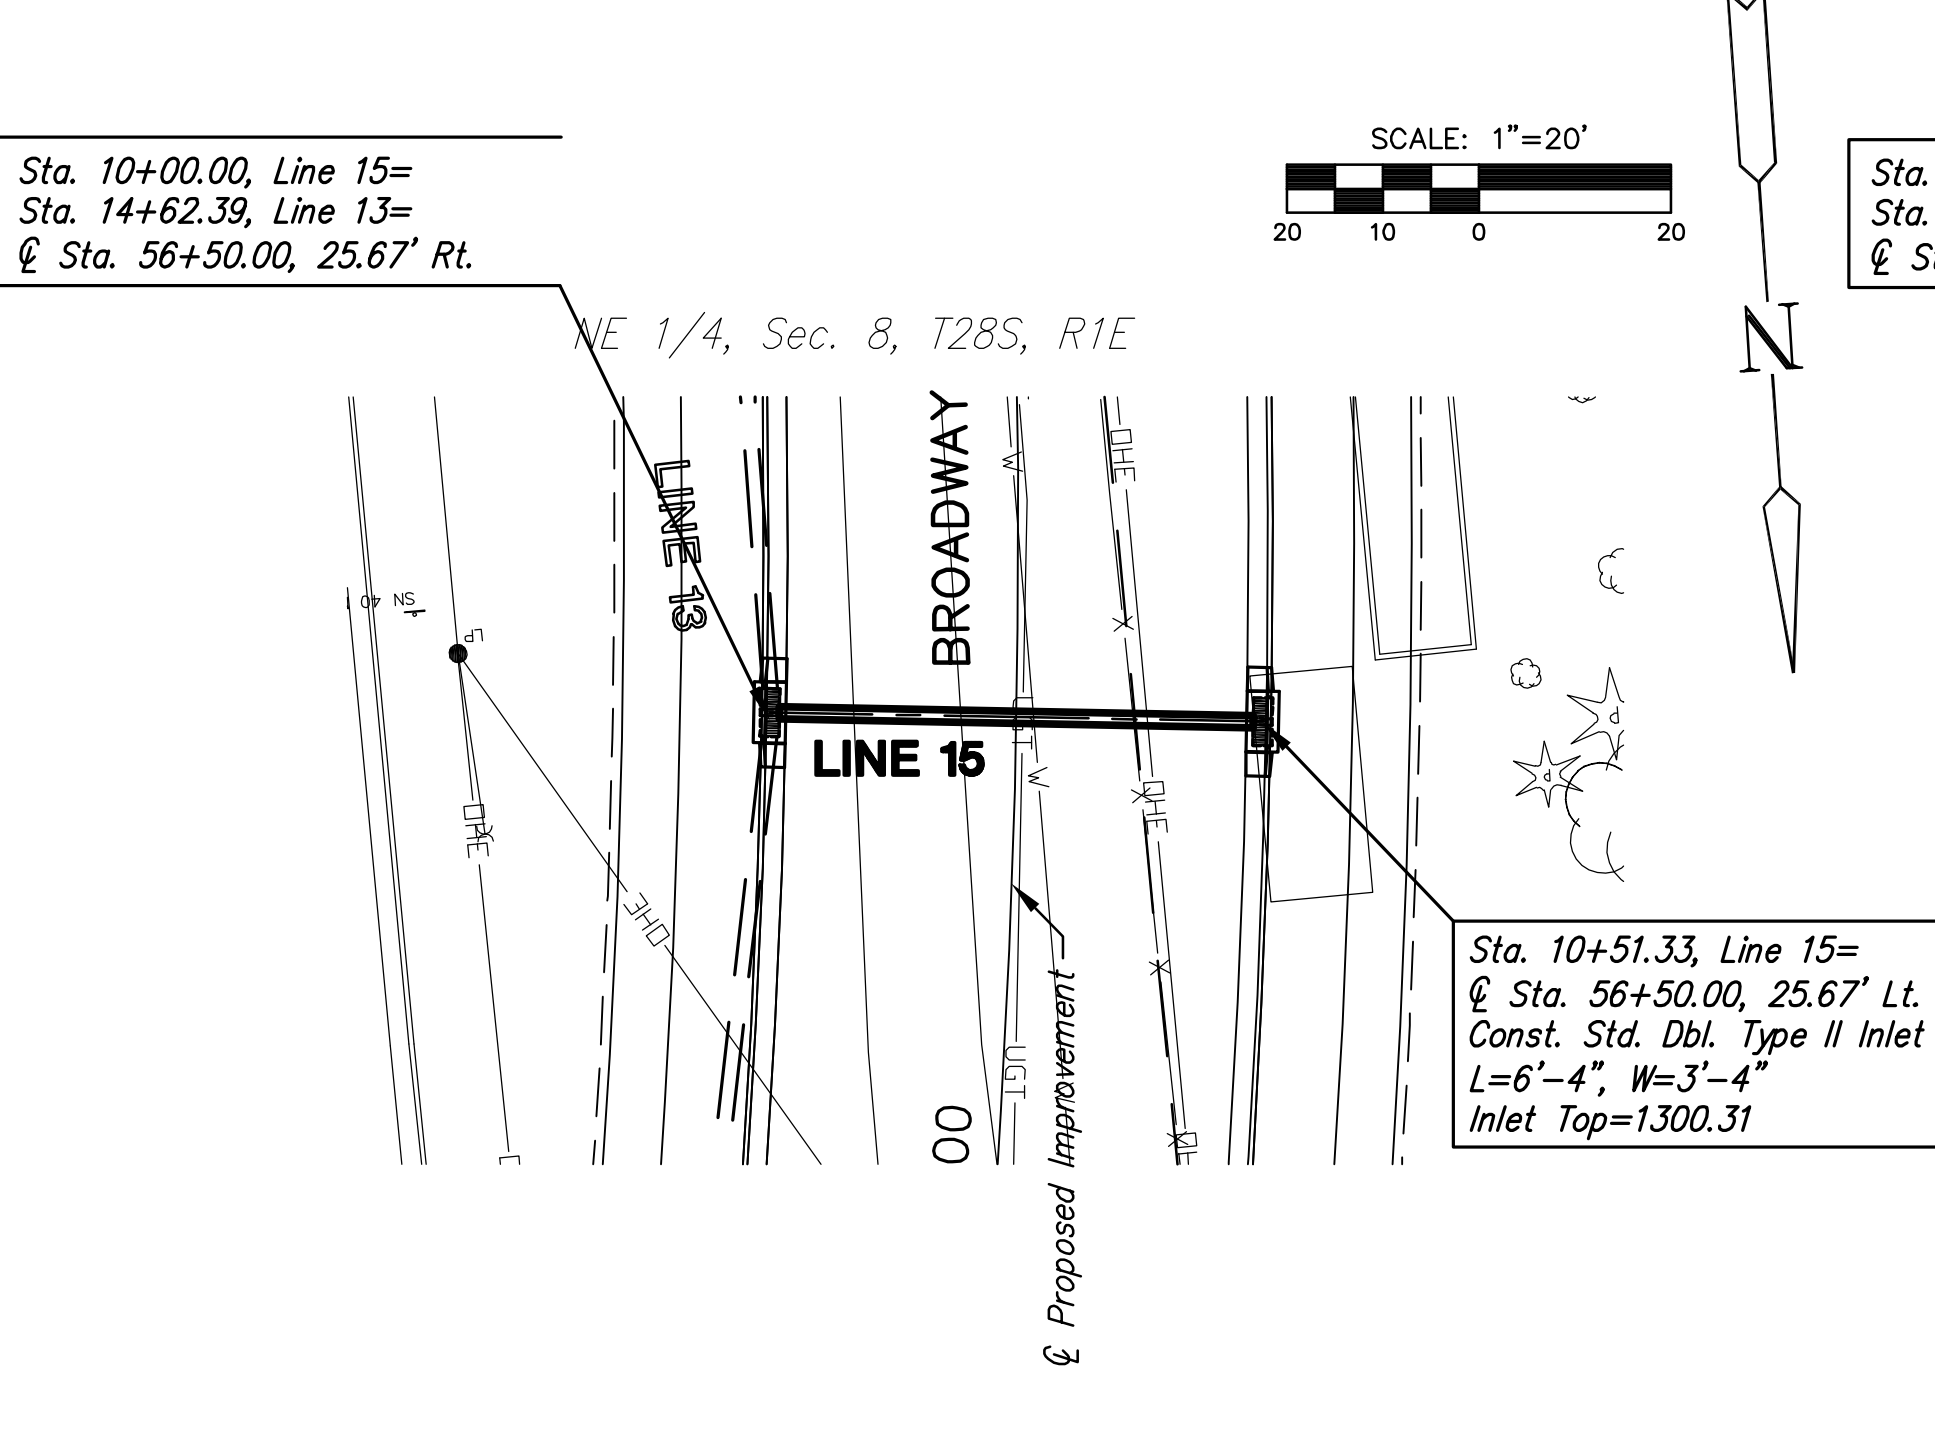 Sta. 10+00.00, Line 15=
Sta. 14+62.39, Line 13=
℄ Sta. 56+50.00, 25.67' Rt.
SCALE: 1"=20'
20 10 0 20
Sta.
Sta.
℄
N
NE 1/4, Sec. 8, T28S, R1E
LINE 13
BROADWAY
W
OHE
SN 40
LP
X
LINE 15
UGT
W
OHE
X
OHE
OHE
P
P
X
UGT
00
X
℄ Proposed Improvement
Sta. 10+51.33, Line 15=
℄ Sta. 56+50.00, 25.67' Lt.
Const. Std. Dbl. Type II Inlet
L=6'-4", W=3'-4"
Inlet Top=1300.31